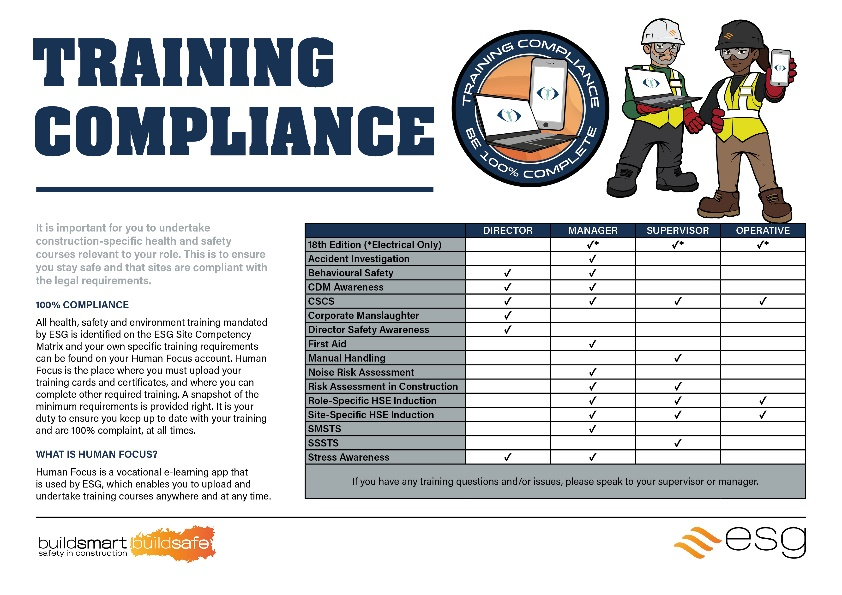 TRAINING
COMPLIANCE
TRAINING COMPLIANCE
BE 100% COMPLETE
It is important for you to undertake
construction-specific health and safety
courses relevant to your role. This is to ensure
you stay safe and that sites are compliant with
the legal requirements.
100% COMPLIANCE
All health, safety and environment training mandated
by ESG is identified on the ESG Site Competency
Matrix and your own specific training requirements
can be found on your Human Focus account. Human
Focus is the place where you must upload your
training cards and certificates, and where you can
complete other required training. A snapshot of the
minimum requirements is provided right. It is your
duty to ensure you keep up to date with your training
and are 100% complaint, at all times.
WHAT IS HUMAN FOCUS?
Human Focus is a vocational e-learning app that
is used by ESG, which enables you to upload and
undertake training courses anywhere and at any time.
DIRECTOR MANAGER SUPERVISOR OPERATIVE
18th Edition (*Electrical Only) ✓* ✓* ✓*
Accident Investigation ✓
Behavioural Safety ✓ ✓
CDM Awareness ✓ ✓
CSCS ✓ ✓ ✓ ✓
Corporate Manslaughter ✓
Director Safety Awareness ✓
First Aid ✓
Manual Handling ✓
Noise Risk Assessment ✓
Risk Assessment in Construction ✓ ✓
Role-Specific HSE Induction ✓ ✓ ✓
Site-Specific HSE Induction ✓ ✓ ✓
SMSTS ✓
SSSTS ✓
Stress Awareness ✓ ✓
If you have any training questions and/or issues, please speak to your supervisor or manager.
buildsmart buildsafe
safety in construction
esg